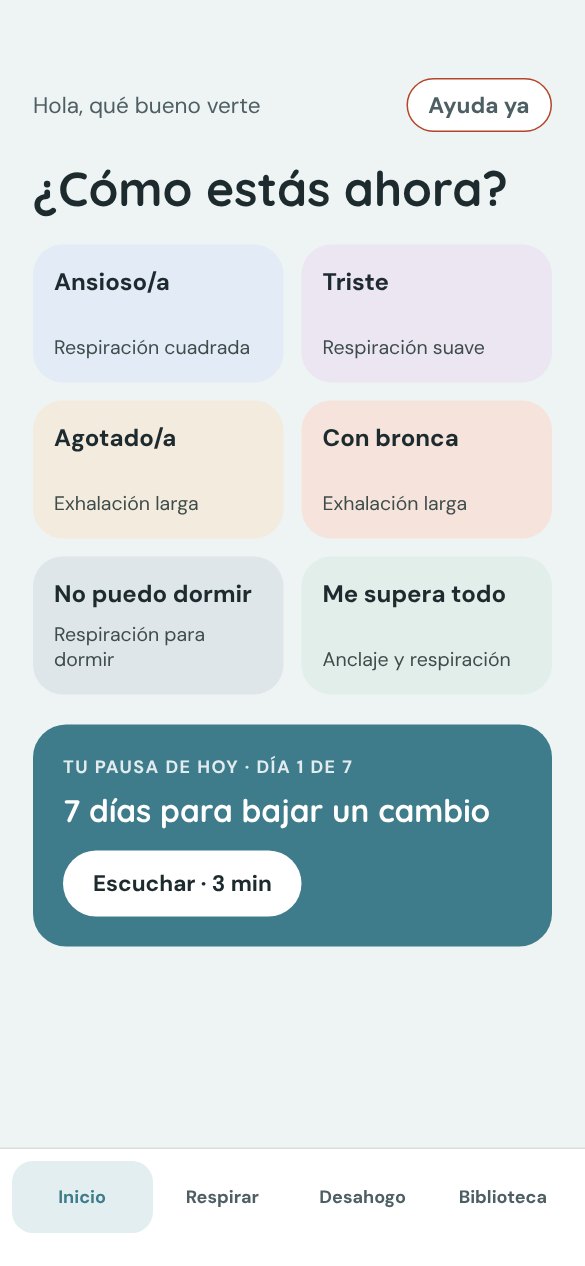 Hola, qué bueno verte
Ayuda ya
¿Cómo estás ahora?
Ansioso/a
Respiración cuadrada
Triste
Respiración suave
Agotado/a
Exhalación larga
Con bronca
Exhalación larga
No puedo dormir
Respiración para
dormir
Me supera todo
Anclaje y respiración
TU PAUSA DE HOY · DÍA 1 DE 7
7 días para bajar un cambio
Escuchar · 3 min
Inicio
Respirar
Desahogo
Biblioteca